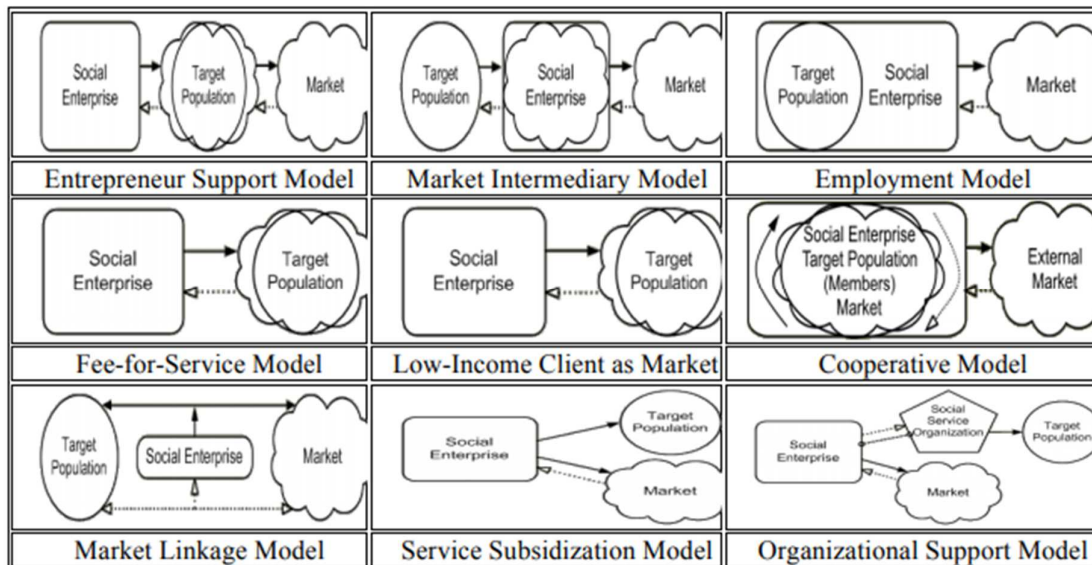 Social
Enterprise
Target
Population
Market
Entrepreneur Support Model
Target
Population
Social
Enterprise
Market
Market Intermediary Model
Target
Population
Social
Enterprise
Market
Employment Model
Social
Enterprise
Target
Population
Fee-for-Service Model
Social
Enterprise
Target
Population
Low-Income Client as Market
Social Enterprise
Target Population
(Members)
Market
External
Market
Cooperative Model
Target
Population
Social Enterprise
Market
Market Linkage Model
Social
Enterprise
Target
Population
Market
Service Subsidization Model
Social
Enterprise
Social
Service
Organization
Target
Population
Market
Organizational Support Model